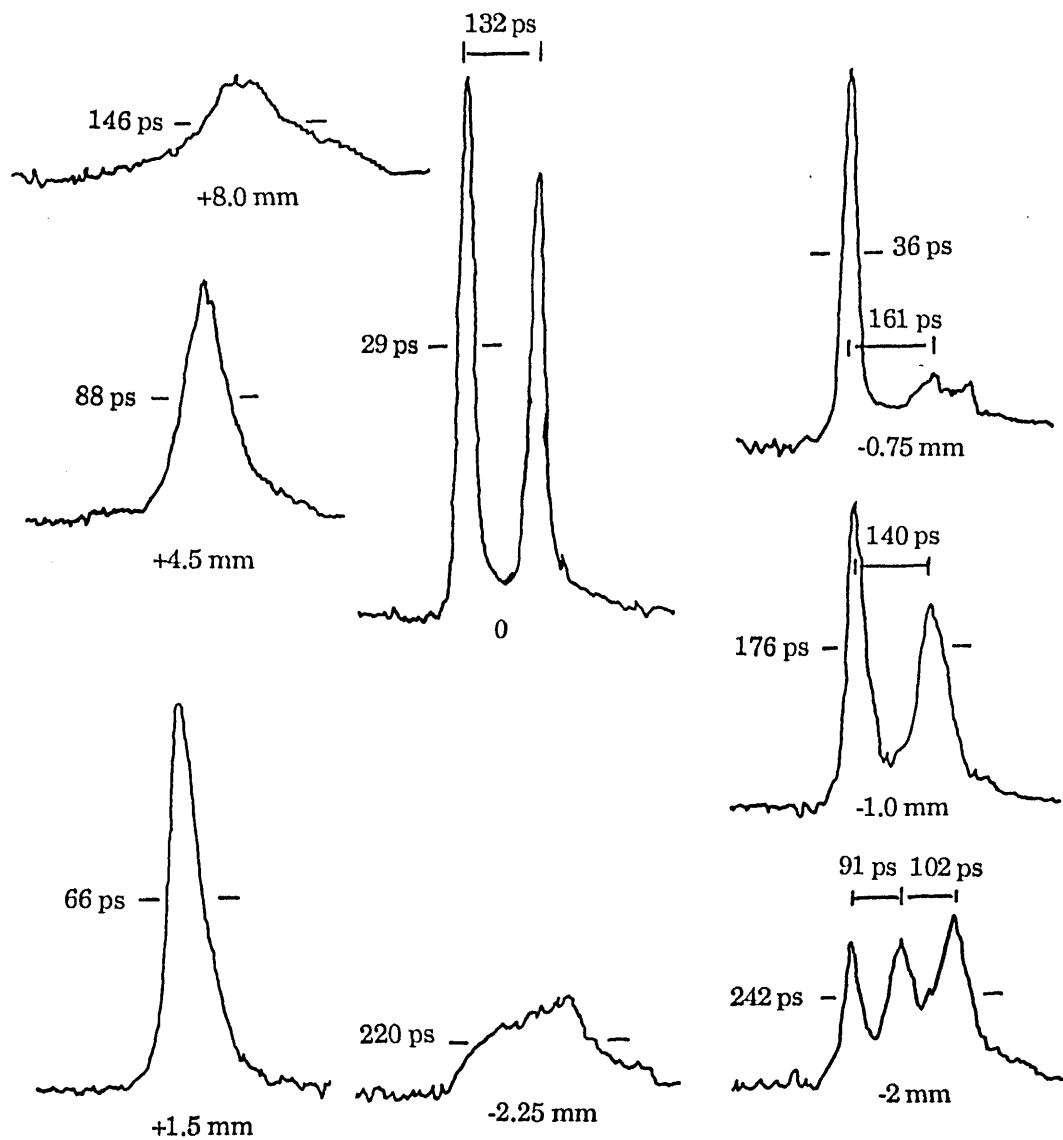 132 ps
146 ps
+8.0 mm
36 ps
161 ps
29 ps
88 ps
-0.75 mm
+4.5 mm
140 ps
0
176 ps
-1.0 mm
91 ps 102 ps
66 ps
242 ps
220 ps
-2 mm
-2.25 mm
+1.5 mm